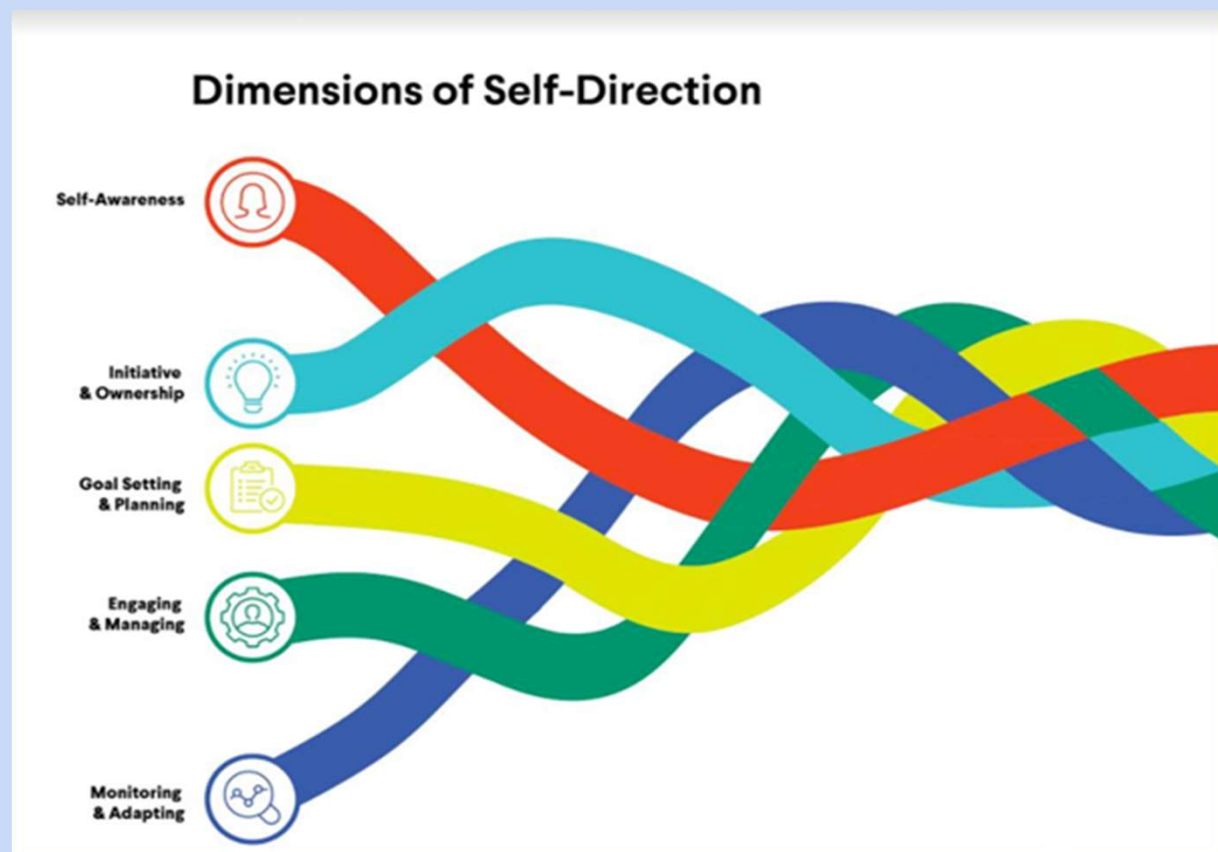 Dimensions of Self-Direction
Self-Awareness
Initiative
& Ownership
Goal Setting
& Planning
Engaging
& Managing
Monitoring
& Adapting